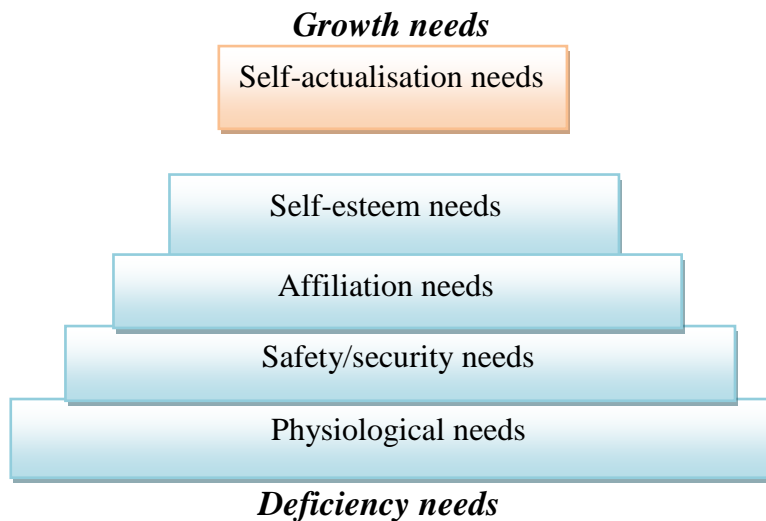 Growth needs
Self-actualisation needs
Self-esteem needs
Affiliation needs
Safety/security needs
Physiological needs
Deficiency needs